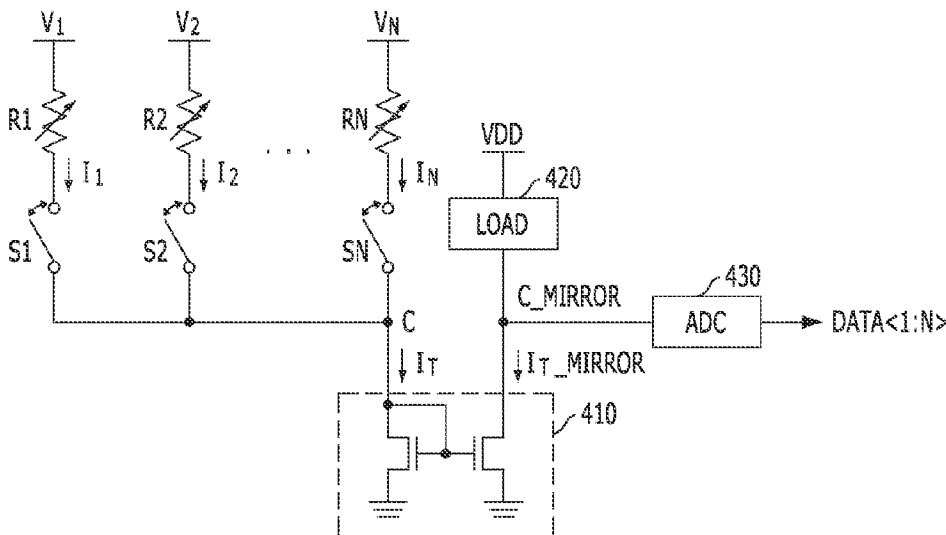 V1 V2 VN
R1 R2 RN
VDD
I1 I2 . . . IN
420
LOAD
S1 S2 SN
430
C C_MIRROR ADC DATA<1:N>
IT IT_MIRROR
410